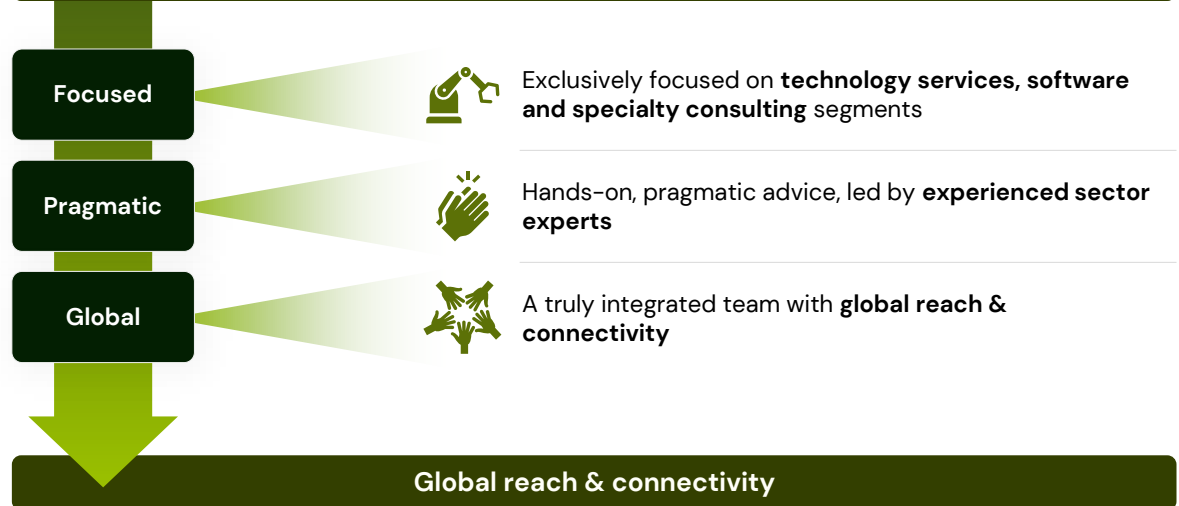 Focused
Exclusively focused on technology services, software
and specialty consulting segments
Pragmatic
Hands-on, pragmatic advice, led by experienced sector
experts
Global
A truly integrated team with global reach &
connectivity
Global reach & connectivity